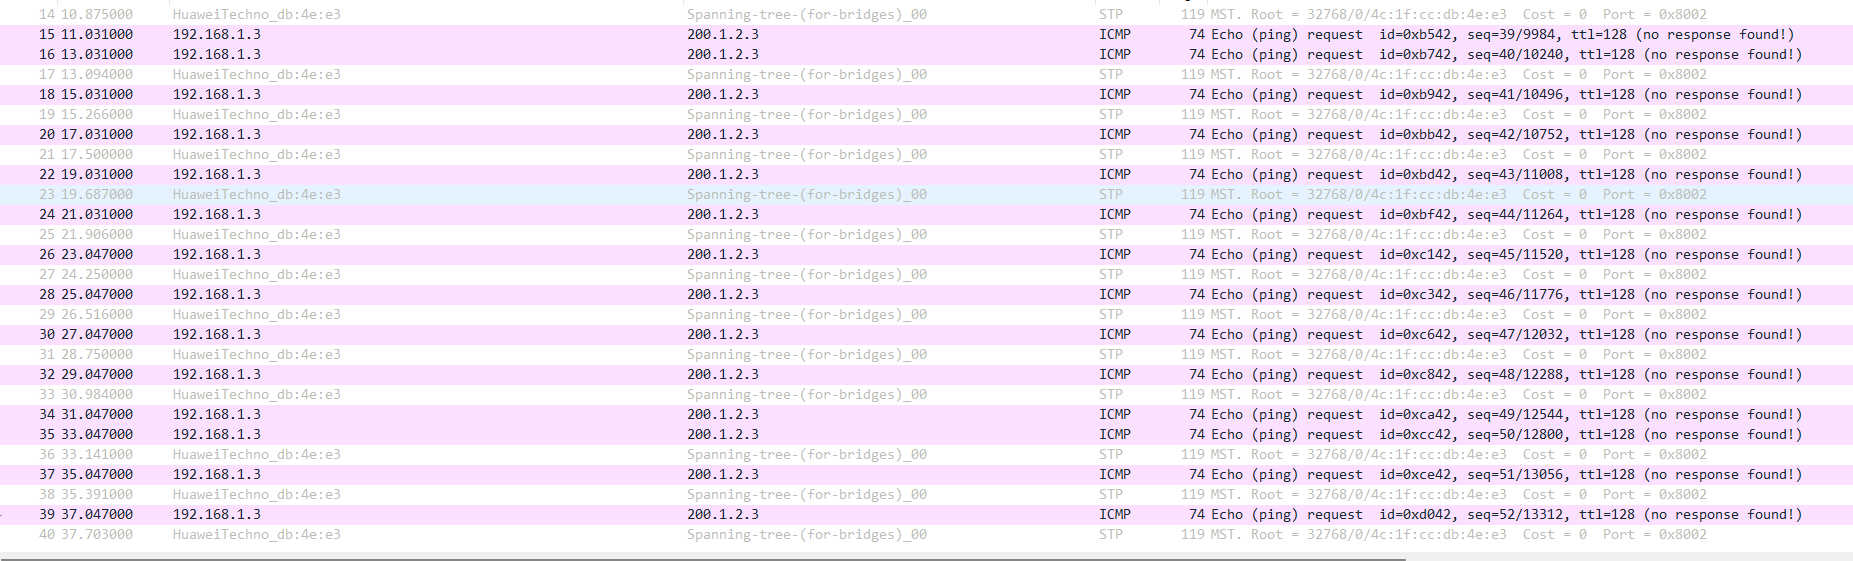 14 10.875000 HuaweiTechno_db:4e:e3 Spanning-tree-(for-bridges)_00 STP 119 MST. Root = 32768/0/4c:1f:cc:db:4e:e3 Cost = 0 Port = 0x8002
15 11.031000 192.168.1.3 200.1.2.3 ICMP 74 Echo (ping) request id=0xb542, seq=39/9984, ttl=128 (no response found!)
16 13.031000 192.168.1.3 200.1.2.3 ICMP 74 Echo (ping) request id=0xb742, seq=40/10240, ttl=128 (no response found!)
17 13.094000 HuaweiTechno_db:4e:e3 Spanning-tree-(for-bridges)_00 STP 119 MST. Root = 32768/0/4c:1f:cc:db:4e:e3 Cost = 0 Port = 0x8002
18 15.031000 192.168.1.3 200.1.2.3 ICMP 74 Echo (ping) request id=0xb942, seq=41/10496, ttl=128 (no response found!)
19 15.266000 HuaweiTechno_db:4e:e3 Spanning-tree-(for-bridges)_00 STP 119 MST. Root = 32768/0/4c:1f:cc:db:4e:e3 Cost = 0 Port = 0x8002
20 17.031000 192.168.1.3 200.1.2.3 ICMP 74 Echo (ping) request id=0xbb42, seq=42/10752, ttl=128 (no response found!)
21 17.500000 HuaweiTechno_db:4e:e3 Spanning-tree-(for-bridges)_00 STP 119 MST. Root = 32768/0/4c:1f:cc:db:4e:e3 Cost = 0 Port = 0x8002
22 19.031000 192.168.1.3 200.1.2.3 ICMP 74 Echo (ping) request id=0xbd42, seq=43/11008, ttl=128 (no response found!)
23 19.687000 HuaweiTechno_db:4e:e3 Spanning-tree-(for-bridges)_00 STP 119 MST. Root = 32768/0/4c:1f:cc:db:4e:e3 Cost = 0 Port = 0x8002
24 21.031000 192.168.1.3 200.1.2.3 ICMP 74 Echo (ping) request id=0xbf42, seq=44/11264, ttl=128 (no response found!)
25 21.906000 HuaweiTechno_db:4e:e3 Spanning-tree-(for-bridges)_00 STP 119 MST. Root = 32768/0/4c:1f:cc:db:4e:e3 Cost = 0 Port = 0x8002
26 23.047000 192.168.1.3 200.1.2.3 ICMP 74 Echo (ping) request id=0xc142, seq=45/11520, ttl=128 (no response found!)
27 24.250000 HuaweiTechno_db:4e:e3 Spanning-tree-(for-bridges)_00 STP 119 MST. Root = 32768/0/4c:1f:cc:db:4e:e3 Cost = 0 Port = 0x8002
28 25.047000 192.168.1.3 200.1.2.3 ICMP 74 Echo (ping) request id=0xc342, seq=46/11776, ttl=128 (no response found!)
29 26.516000 HuaweiTechno_db:4e:e3 Spanning-tree-(for-bridges)_00 STP 119 MST. Root = 32768/0/4c:1f:cc:db:4e:e3 Cost = 0 Port = 0x8002
30 27.047000 192.168.1.3 200.1.2.3 ICMP 74 Echo (ping) request id=0xc642, seq=47/12032, ttl=128 (no response found!)
31 28.750000 HuaweiTechno_db:4e:e3 Spanning-tree-(for-bridges)_00 STP 119 MST. Root = 32768/0/4c:1f:cc:db:4e:e3 Cost = 0 Port = 0x8002
32 29.047000 192.168.1.3 200.1.2.3 ICMP 74 Echo (ping) request id=0xc842, seq=48/12288, ttl=128 (no response found!)
33 30.984000 HuaweiTechno_db:4e:e3 Spanning-tree-(for-bridges)_00 STP 119 MST. Root = 32768/0/4c:1f:cc:db:4e:e3 Cost = 0 Port = 0x8002
34 31.047000 192.168.1.3 200.1.2.3 ICMP 74 Echo (ping) request id=0xca42, seq=49/12544, ttl=128 (no response found!)
35 33.047000 192.168.1.3 200.1.2.3 ICMP 74 Echo (ping) request id=0xcc42, seq=50/12800, ttl=128 (no response found!)
36 33.141000 HuaweiTechno_db:4e:e3 Spanning-tree-(for-bridges)_00 STP 119 MST. Root = 32768/0/4c:1f:cc:db:4e:e3 Cost = 0 Port = 0x8002
37 35.047000 192.168.1.3 200.1.2.3 ICMP 74 Echo (ping) request id=0xce42, seq=51/13056, ttl=128 (no response found!)
38 35.391000 HuaweiTechno_db:4e:e3 Spanning-tree-(for-bridges)_00 STP 119 MST. Root = 32768/0/4c:1f:cc:db:4e:e3 Cost = 0 Port = 0x8002
39 37.047000 192.168.1.3 200.1.2.3 ICMP 74 Echo (ping) request id=0xd042, seq=52/13312, ttl=128 (no response found!)
40 37.703000 HuaweiTechno_db:4e:e3 Spanning-tree-(for-bridges)_00 STP 119 MST. Root = 32768/0/4c:1f:cc:db:4e:e3 Cost = 0 Port = 0x8002